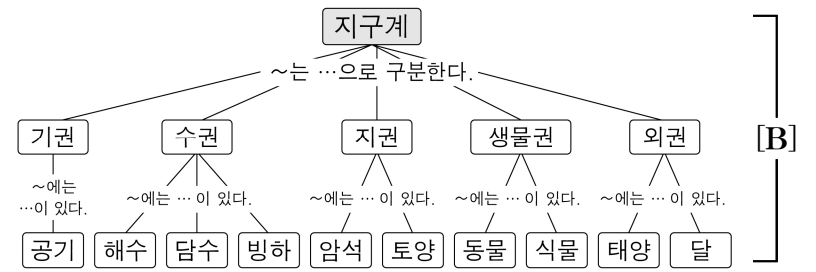 지구계
~는 …으로 구분한다.
기권 수권 지권 생물권 외권
[B]
~에는
…이 있다.
~에는 … 이 있다. ~에는 … 이 있다. ~에는 … 이 있다. ~에는 … 이 있다.
공기 해수 담수 빙하 암석 토양 동물 식물 태양 달